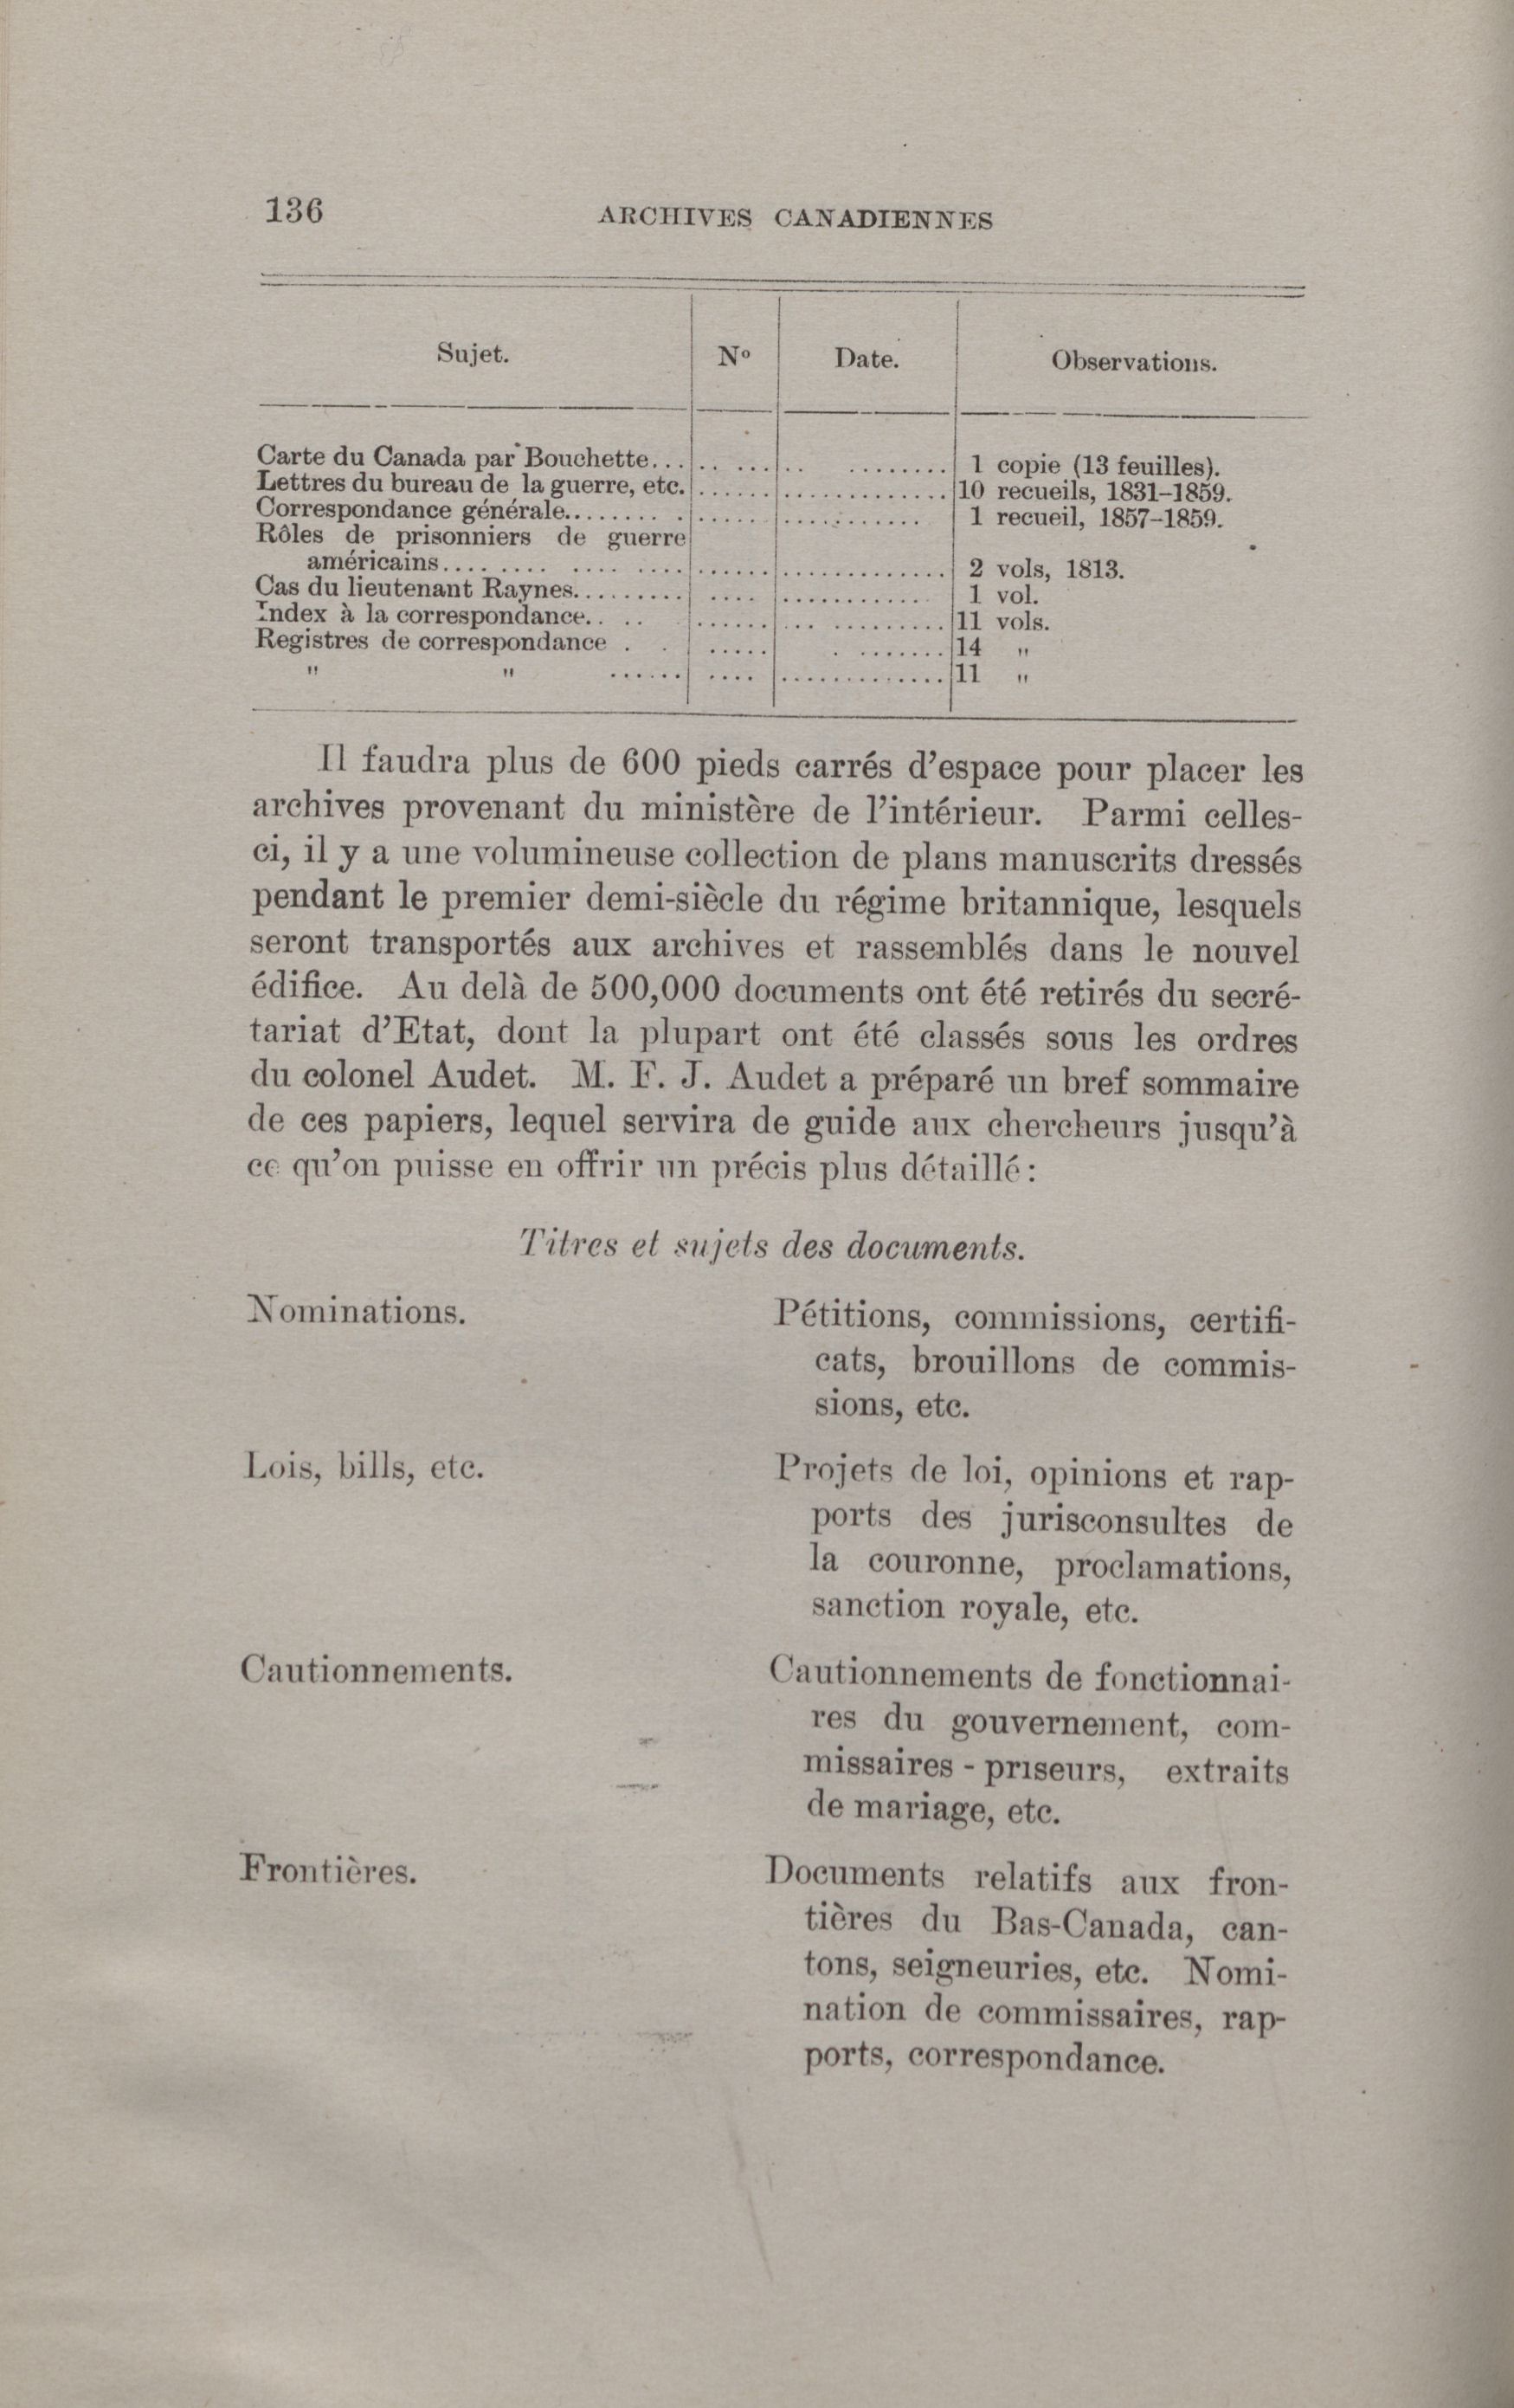 136 ARCHIVES CANADIENNES
Sujet. Nº Date. Observations.
Carte du Canada par Bouchette... 1 copie (13 feuilles).
Lettres du bureau de la guerre, etc. 10 recueils, 1831–1859.
Correspondance générale........ 1 recueil, 1857–1859.
Rôles de prisonniers de guerre
américains.... .... .... .... 2 vols, 1813.
Cas du lieutenant Raynes......... 1 vol.
Index à la correspondance.. .. 11 vols.
Registres de correspondance . . 14 "
" " ...... 11 "
Il faudra plus de 600 pieds carrés d'espace pour placer les
archives provenant du ministère de l'intérieur. Parmi celles-
ci, il y a une volumineuse collection de plans manuscrits dressés
pendant le premier demi-siècle du régime britannique, lesquels
seront transportés aux archives et rassemblés dans le nouvel
édifice. Au delà de 500,000 documents ont été retirés du secré-
tariat d'Etat, dont la plupart ont été classés sous les ordres
du colonel Audet. M. F. J. Audet a préparé un bref sommaire
de ces papiers, lequel servira de guide aux chercheurs jusqu'à
ce qu'on puisse en offrir un précis plus détaillé :
Titres et sujets des documents.
Nominations. Pétitions, commissions, certifi-
cats, brouillons de commis-
sions, etc.
Lois, bills, etc. Projets de loi, opinions et rap-
ports des jurisconsultes de
la couronne, proclamations,
sanction royale, etc.
Cautionnements. Cautionnements de fonctionnai-
res du gouvernement, com-
missaires - priseurs, extraits
de mariage, etc.
Frontières. Documents relatifs aux fron-
tières du Bas-Canada, can-
tons, seigneuries, etc. Nomi-
nation de commissaires, rap-
ports, correspondance.